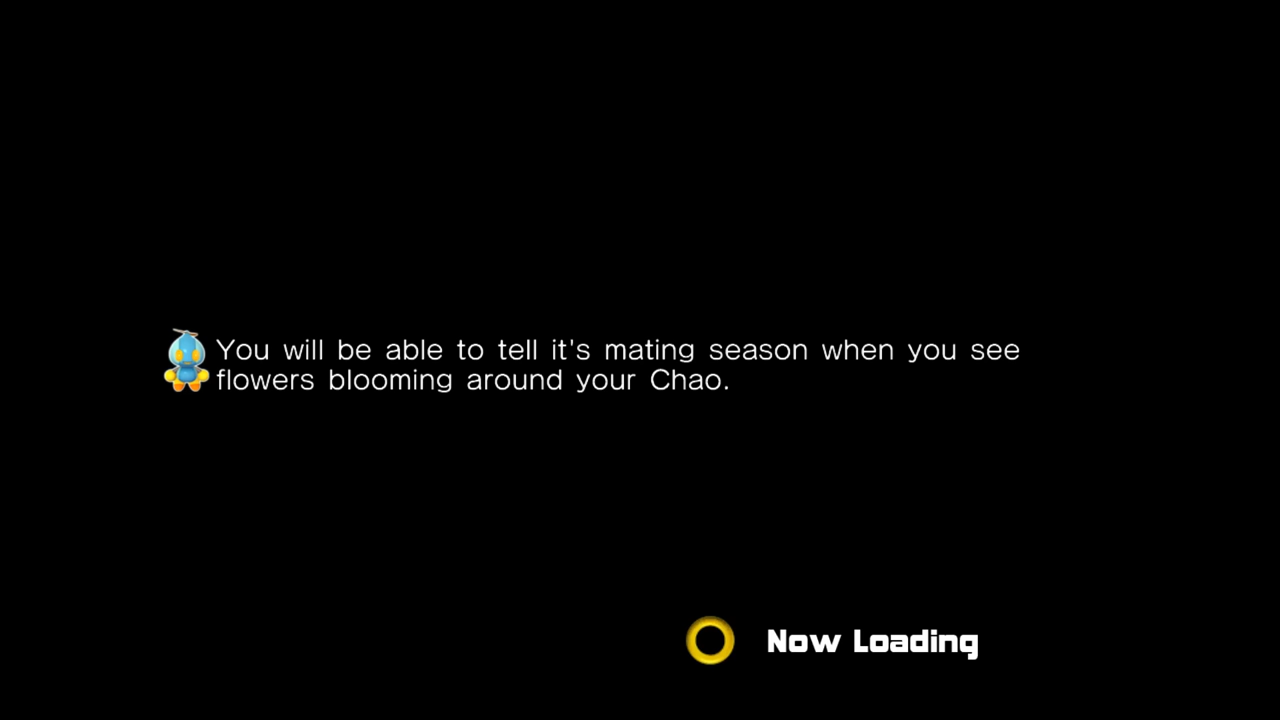 You will be able to tell it's mating season when you see
flowers blooming around your Chao.
Now Loading